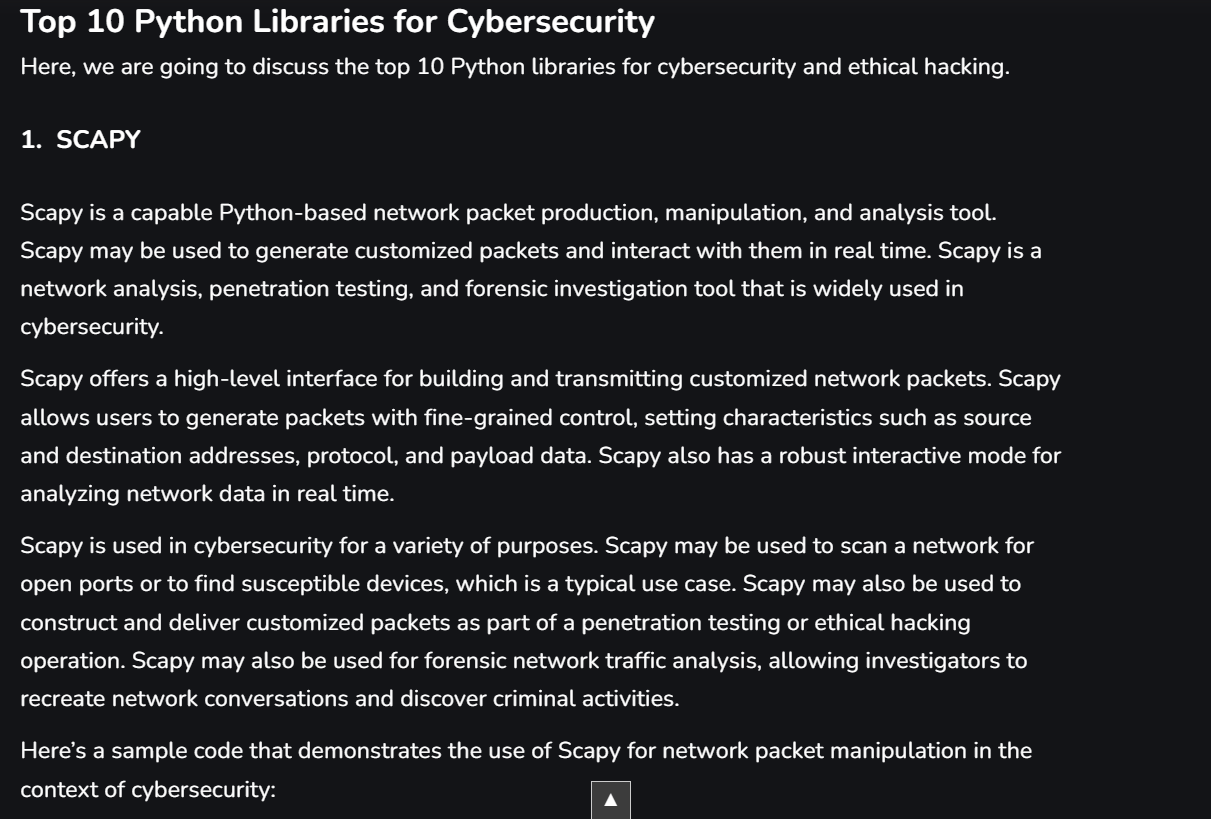 Top 10 Python Libraries for Cybersecurity
Here, we are going to discuss the top 10 Python libraries for cybersecurity and ethical hacking.
1. SCAPY
Scapy is a capable Python-based network packet production, manipulation, and analysis tool.
Scapy may be used to generate customized packets and interact with them in real time. Scapy is a
network analysis, penetration testing, and forensic investigation tool that is widely used in
cybersecurity.
Scapy offers a high-level interface for building and transmitting customized network packets. Scapy
allows users to generate packets with fine-grained control, setting characteristics such as source
and destination addresses, protocol, and payload data. Scapy also has a robust interactive mode for
analyzing network data in real time.
Scapy is used in cybersecurity for a variety of purposes. Scapy may be used to scan a network for
open ports or to find susceptible devices, which is a typical use case. Scapy may also be used to
construct and deliver customized packets as part of a penetration testing or ethical hacking
operation. Scapy may also be used for forensic network traffic analysis, allowing investigators to
recreate network conversations and discover criminal activities.
Here’s a sample code that demonstrates the use of Scapy for network packet manipulation in the
context of cybersecurity: